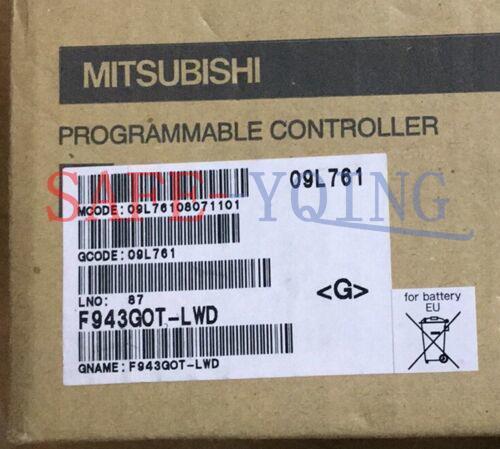 MITSUBISHI
PROGRAMMABLE CONTROLLER
09L761
SAFE-YQING
MCODE:09L76108071101
GCODE:09L761
LNO: 87
<G>
F943GOT-LWD
GNAME:F943GOT-LWD
for battery
EU